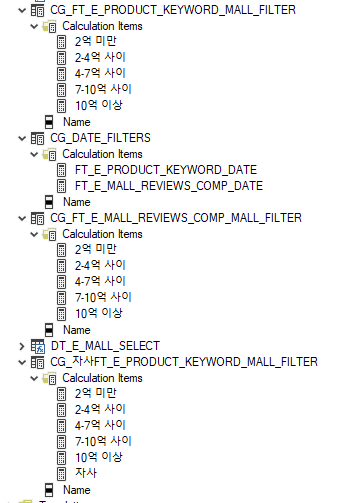 CG_FT_E_PRODUCT_KEYWORD_MALL_FILTER
Calculation Items
2억 미만
2-4억 사이
4-7억 사이
7-10억 사이
10억 이상
Name
CG_DATE_FILTERS
Calculation Items
FT_E_PRODUCT_KEYWORD_DATE
FT_E_MALL_REVIEWS_COMP_DATE
Name
CG_FT_E_MALL_REVIEWS_COMP_MALL_FILTER
Calculation Items
2억 미만
2-4억 사이
4-7억 사이
7-10억 사이
10억 이상
Name
DT_E_MALL_SELECT
CG_자사FT_E_PRODUCT_KEYWORD_MALL_FILTER
Calculation Items
2억 미만
2-4억 사이
4-7억 사이
7-10억 사이
10억 이상
자사
Name